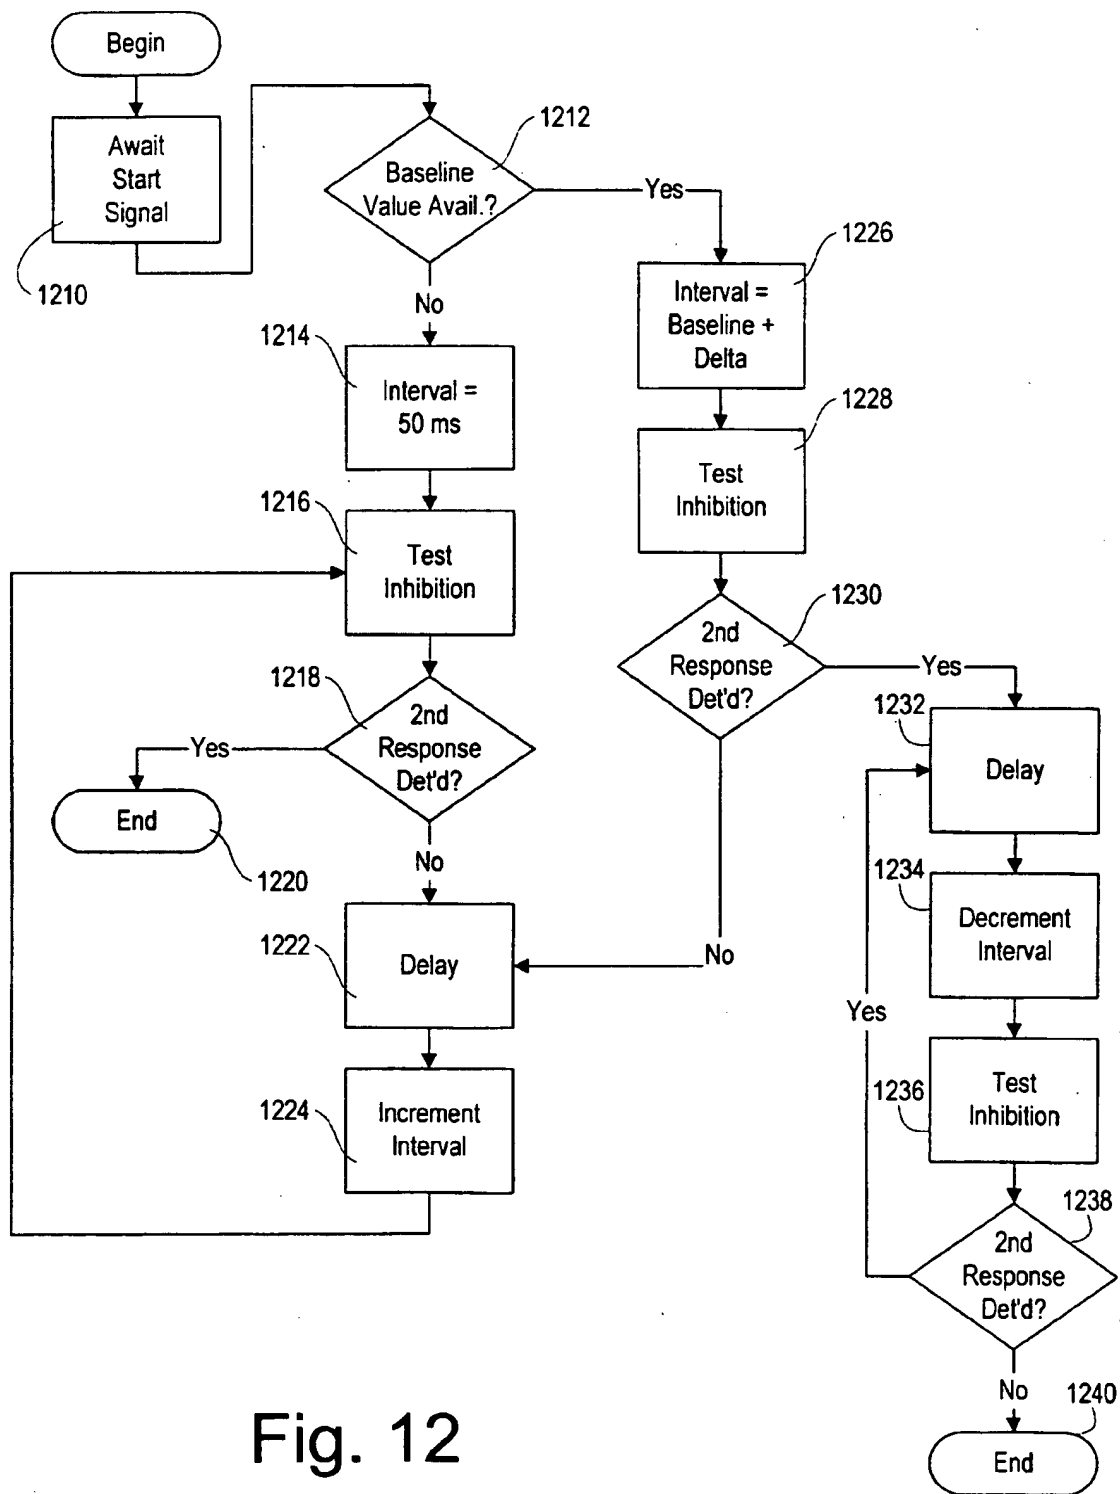 Begin
Await
Start
Signal
1210
1212
Baseline
Value Avail.?
Yes
No
1214
Interval =
50 ms
1216
Test
Inhibition
1218
2nd
Response
Det'd?
Yes
End
1220
No
1222
Delay
1224
Increment
Interval
1226
Interval =
Baseline +
Delta
1228
Test
Inhibition
1230
2nd
Response
Det'd?
Yes
No
1232
Delay
1234
Decrement
Interval
1236
Test
Inhibition
1238
2nd
Response
Det'd?
Yes
No
1240
End
Fig. 12